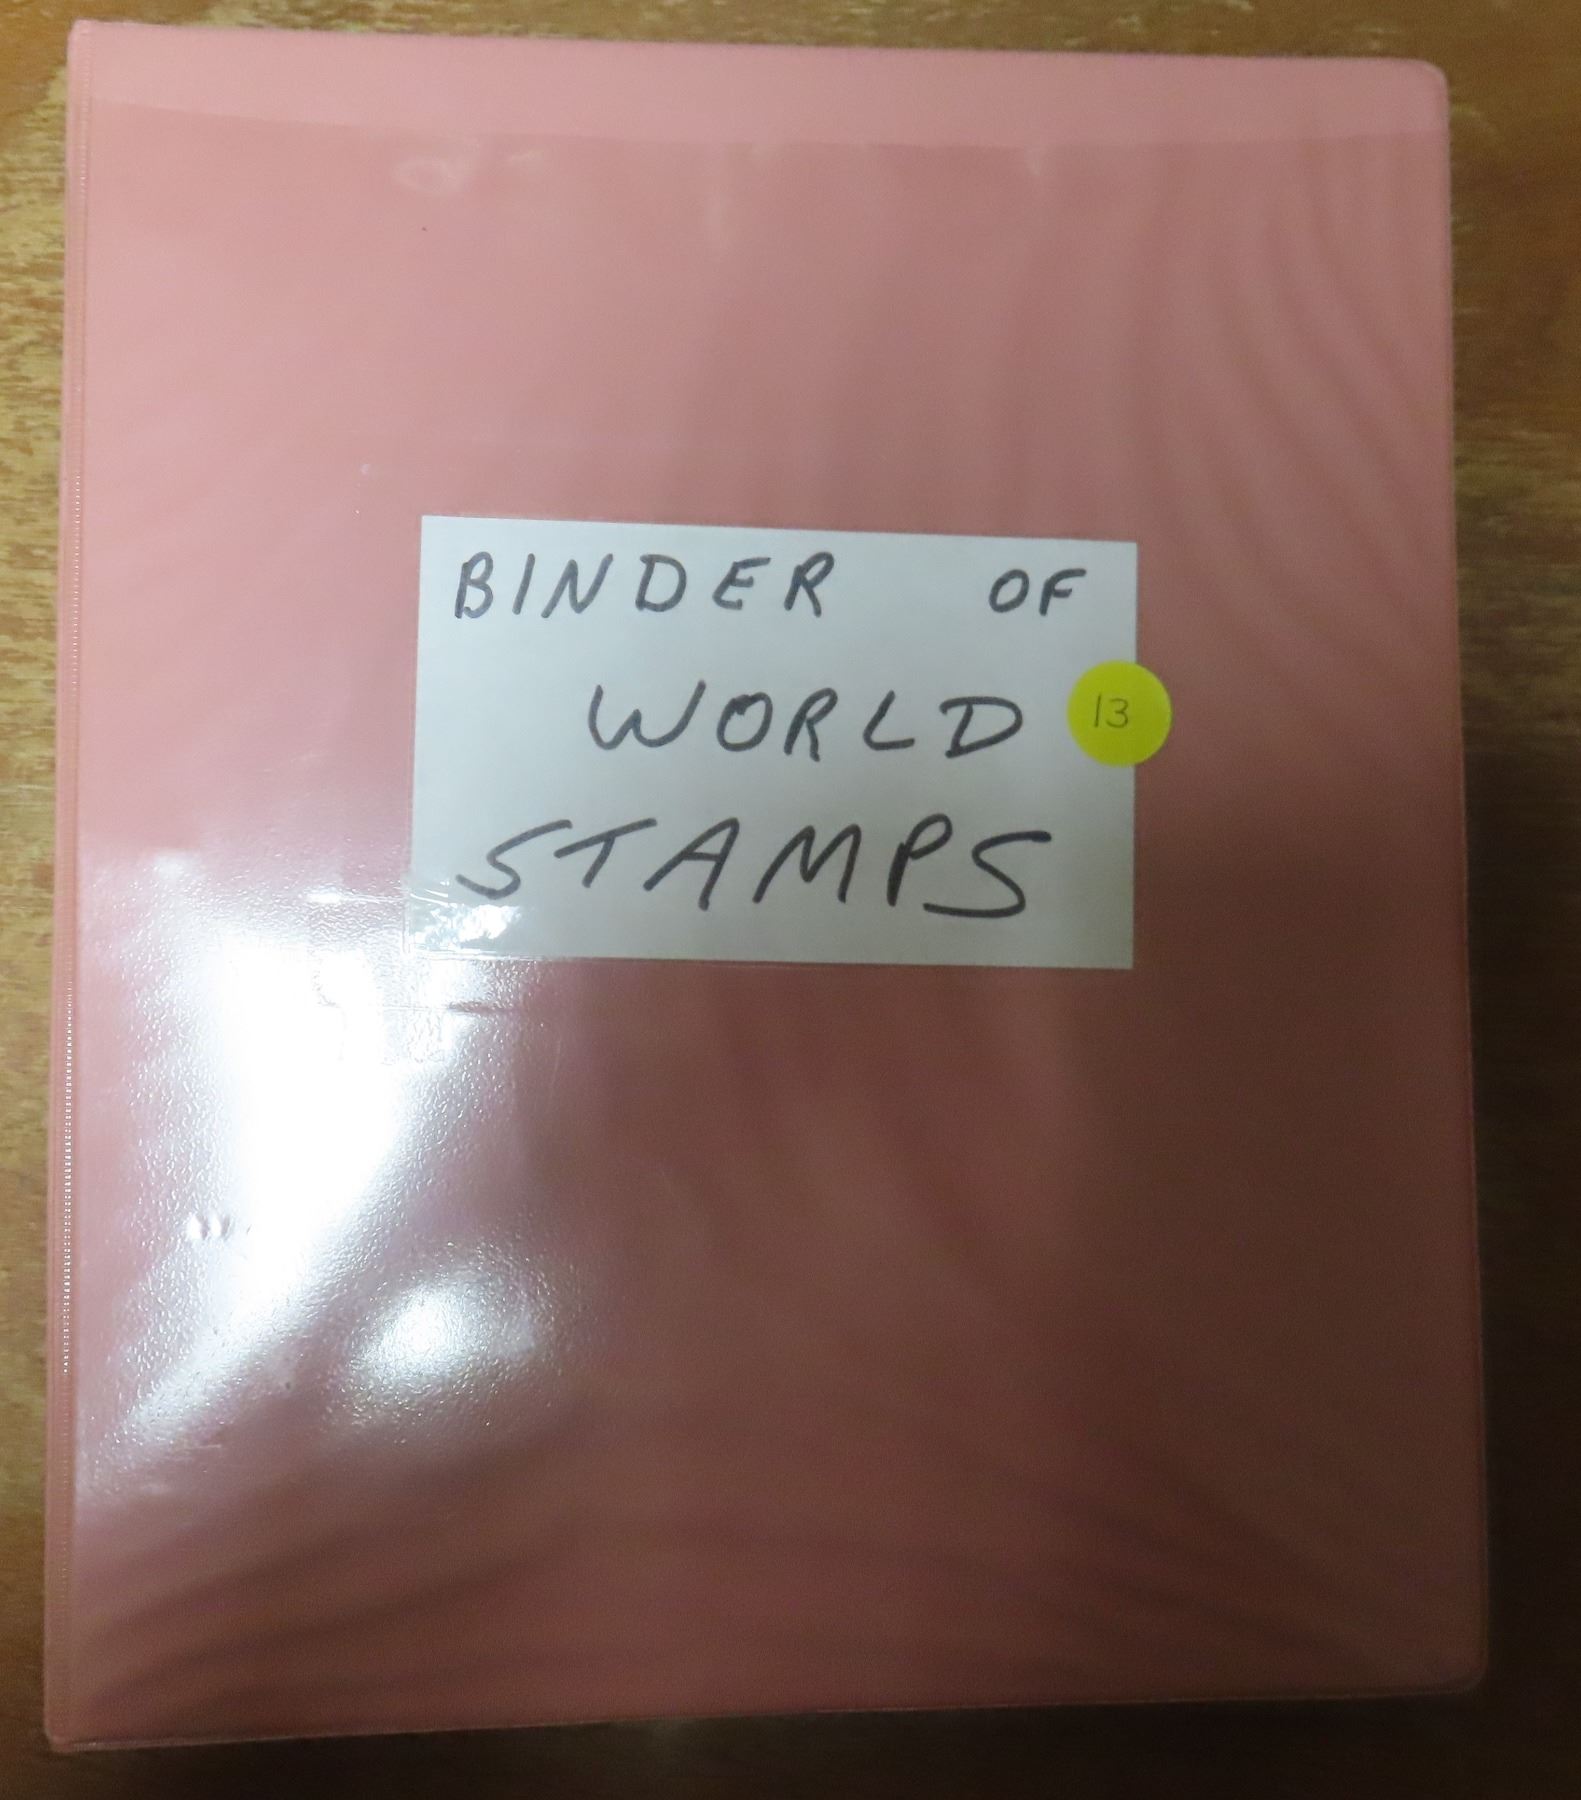 BINDER OF
WORLD
13
STAMPS